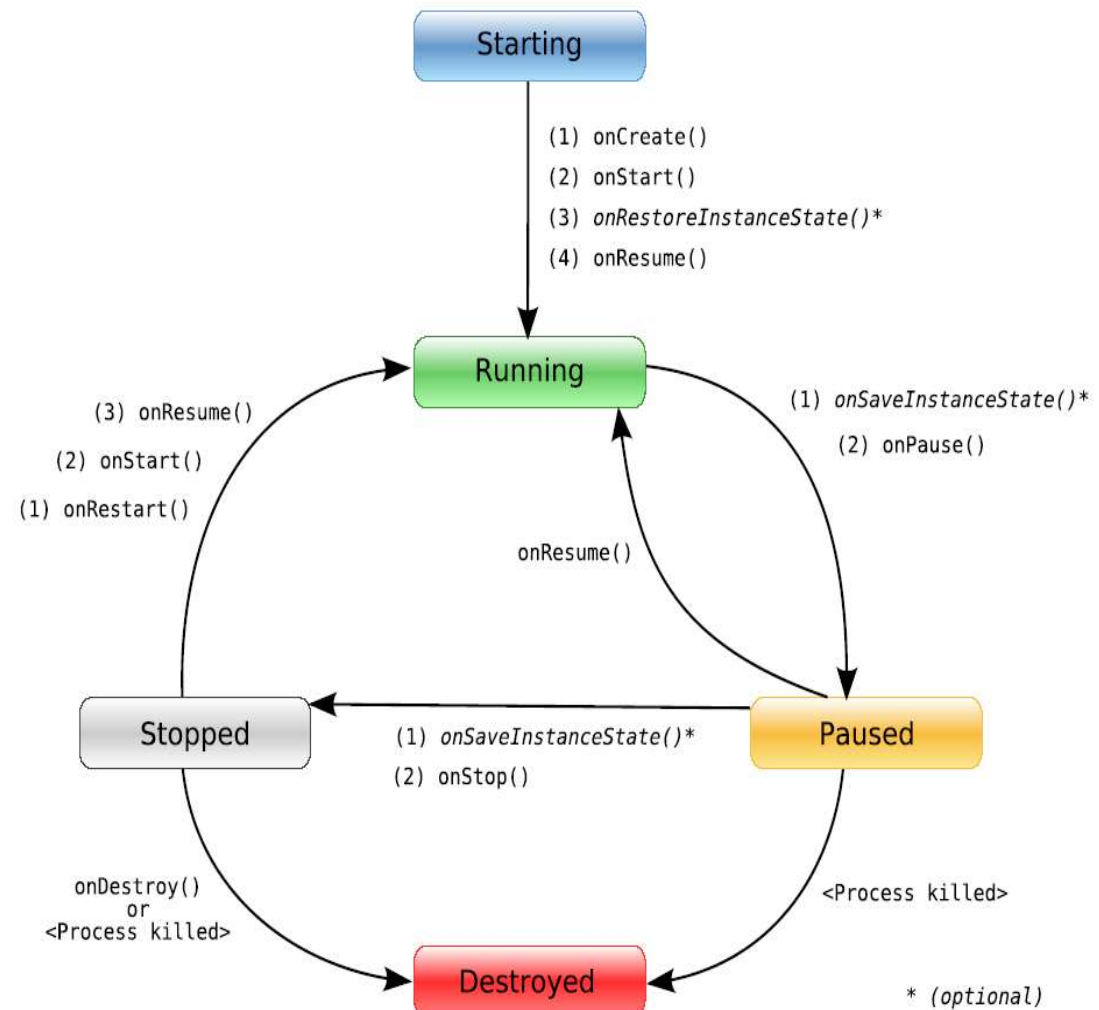 Starting
(1) onCreate()
(2) onStart()
(3) onRestoreInstanceState()*
(4) onResume()
Running
(3) onResume()
(2) onStart()
(1) onRestart()
(1) onSaveInstanceState()*
(2) onPause()
onResume()
Stopped
(1) onSaveInstanceState()*
(2) onStop()
Paused
onDestroy()
or
<Process killed>
<Process killed>
Destroyed
* (optional)